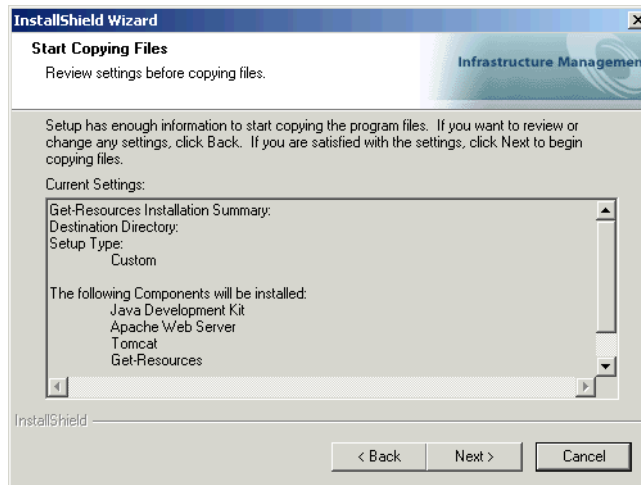 InstallShield Wizard
Start Copying Files
Review settings before copying files.
Infrastructure Managemen
Setup has enough information to start copying the program files. If you want to review or
change any settings, click Back. If you are satisfied with the settings, click Next to begin
copying files.
Current Settings:
Get-Resources Installation Summary:
Destination Directory:
Setup Type:
Custom
The following Components will be installed:
Java Development Kit
Apache Web Server
Tomcat
Get-Resources
InstallShield
< Back
Next >
Cancel